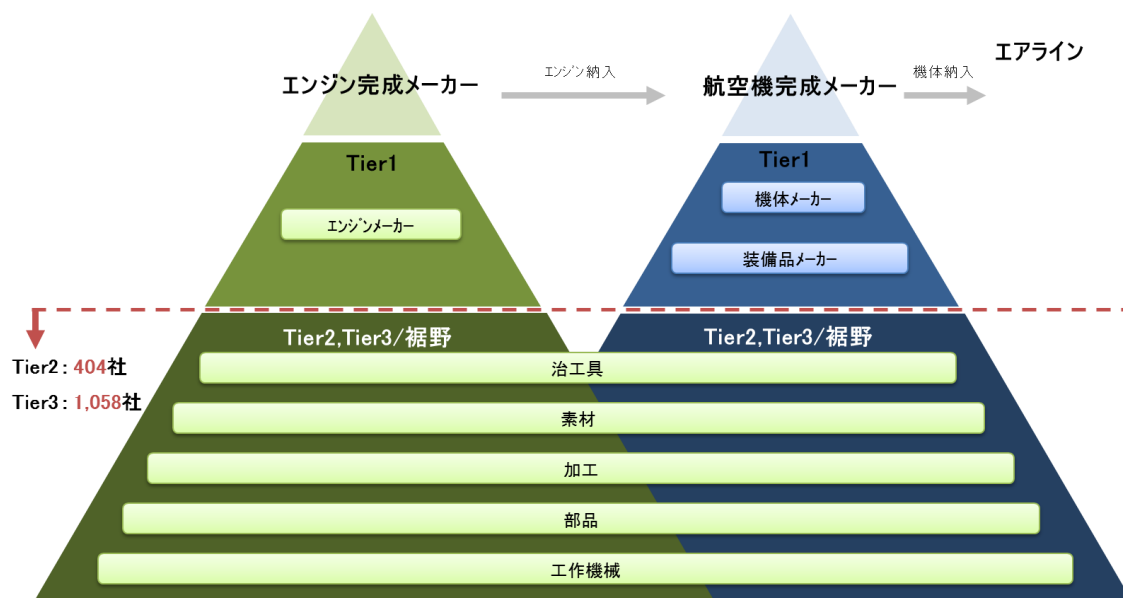 エンジン完成メーカー
エンジン納入
航空機完成メーカー
機体納入
エアライン
Tier1
エンジンメーカー
Tier1
機体メーカー
装備品メーカー
Tier2,Tier3/裾野
Tier2,Tier3/裾野
Tier2：404社
Tier3：1,058社
治工具
素材
加工
部品
工作機械